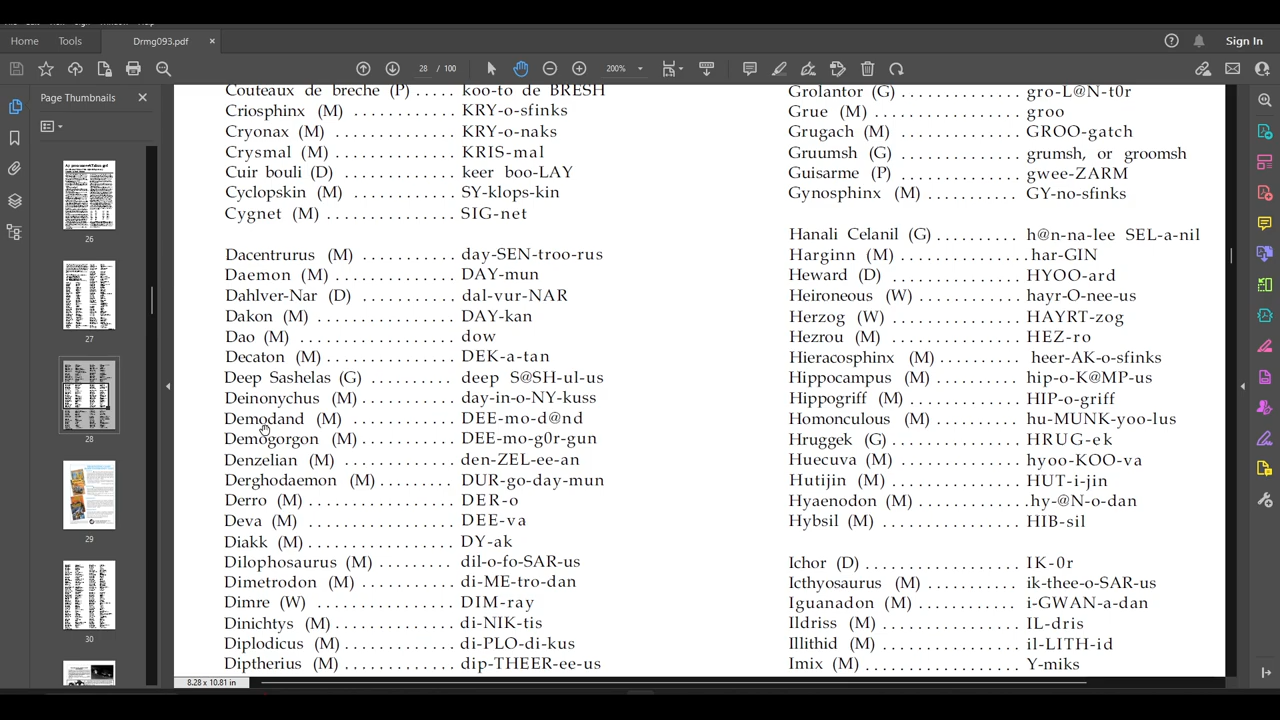 Home Tools Drmg093.pdf × Sign In
28 / 100 200%
Page Thumbnails
26
27
28
29
30
Couteaux de breche (P) ..... koo-to de BRESH
Criosphinx (M) ............ KRY-o-sfinks
Cryonax (M) .............. KRY-o-naks
Crysmal (M) .............. KRIS-mal
Cuir bouli (D) ............. keer boo-LAY
Cyclopskin (M) ............ SY-klops-kin
Cygnet (M) ............... SIG-net
Dacentrurus (M) ............ day-SEN-troo-rus
Daemon (M) ............... DAY-mun
Dahlver-Nar (D) ........... dal-vur-NAR
Dakon (M) ................ DAY-kan
Dao (M) .................. dow
Decaton (M) ............... DEK-a-tan
Deep Sashelas (G) .......... deep S@SH-ul-us
Deinonychus (M) ............ day-in-o-NY-kuss
Demodand (M) ............. DEE-mo-d@nd
Demogorgon (M) ............ DEE-mo-g0r-gun
Denzelian (M) ............. den-ZEL-ee-an
Derghodaemon (M) ......... DUR-go-day-mun
Derro (M) ................. DER-o
Deva (M) ................. DEE-va
Diakk (M) ................. DY-ak
Dilophosaurus (M) .......... dil-o-fo-SAR-us
Dimetrodon (M) ............ di-ME-tro-dan
Dimre (W) ................ DIM-ray
Dinichtys (M) .............. di-NIK-tis
Diplodicus (M) ............. di-PLO-di-kus
Diptherius (M) ............. dip-THEER-ee-us
Grolantor (G) .............. gro-L@N-t0r
Grue (M) .................. groo
Grugach (M) ............... GROO-gatch
Gruumsh (G) .............. grumsh, or groomsh
Guisarme (P) .............. gwee-ZARM
Gynosphinx (M) ........... GY-no-sfinks
Hanali Celanil (G) .......... h@n-na-lee SEL-a-nil
Harginn (M) ............... har-GIN
Heward (D) ................ HYOO-ard
Heironeous (W) ............ hayr-O-nee-us
Herzog (W) ................ HAYRT-zog
Hezrou (M) ................ HEZ-ro
Hieracosphinx (M) .......... heer-AK-o-sfinks
Hippocampus (M) ........... hip-o-K@MP-us
Hippogriff (M) ............. HIP-o-griff
Homonculous (M) .......... hu-MUNK-yoo-lus
Hruggek (G) ............... HRUG-ek
Huecuva (M) .............. hyoo-KOO-va
Hutijin (M) ................ HUT-i-jin
Hyaenodon (M) ............. hy-@N-o-dan
Hybsil (M) ................ HIB-sil
Ichor (D) .................. IK-0r
Icthyosaurus (M) ........... ik-thee-o-SAR-us
Iguanadon (M) ............. i-GWAN-a-dan
Ildriss (M) ................ IL-dris
Illithid (M) ................ il-LITH-id
Imix (M) .................. Y-miks
8.28 x 10.81 in